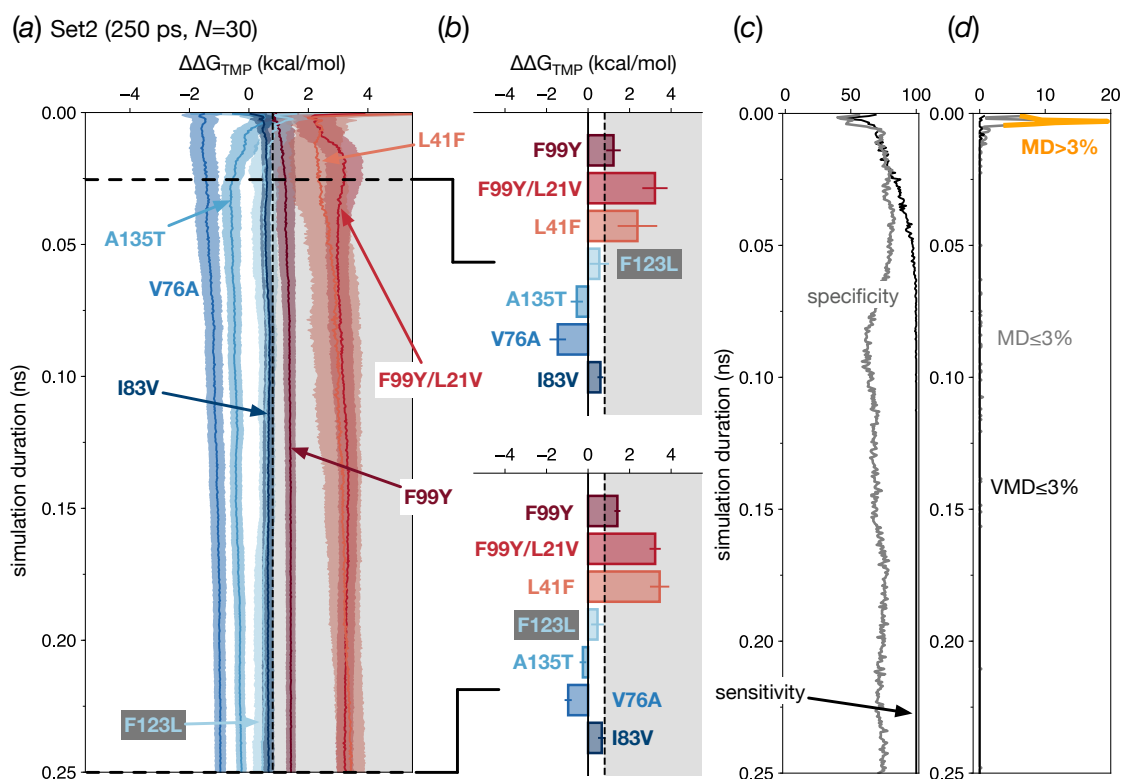 (a) Set2 (250 ps, N=30)
(b)
(c)
(d)
ΔΔG_TMP (kcal/mol)
−4 −2 0 2 4
simulation duration (ns)
0.00
0.05
0.10
0.15
0.20
0.25
L41F
A135T
V76A
F99Y/L21V
I83V
F99Y
F123L
ΔΔG_TMP (kcal/mol)
−4 −2 0 2 4
F99Y
F99Y/L21V
L41F
F123L
A135T
V76A
I83V
−4 −2 0 2 4
F99Y
F99Y/L21V
L41F
F123L
A135T
V76A
I83V
0 50 100
simulation duration (ns)
0.00
0.05
0.10
0.15
0.20
0.25
specificity
sensitivity
0 10 20
0.00
0.05
0.10
0.15
0.20
0.25
MD>3%
MD≤3%
VMD≤3%